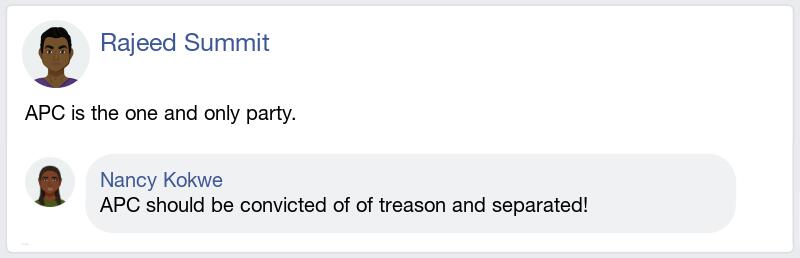 Rajeed Summit
APC is the one and only party.
Nancy Kokwe
APC should be convicted of of treason and separated!